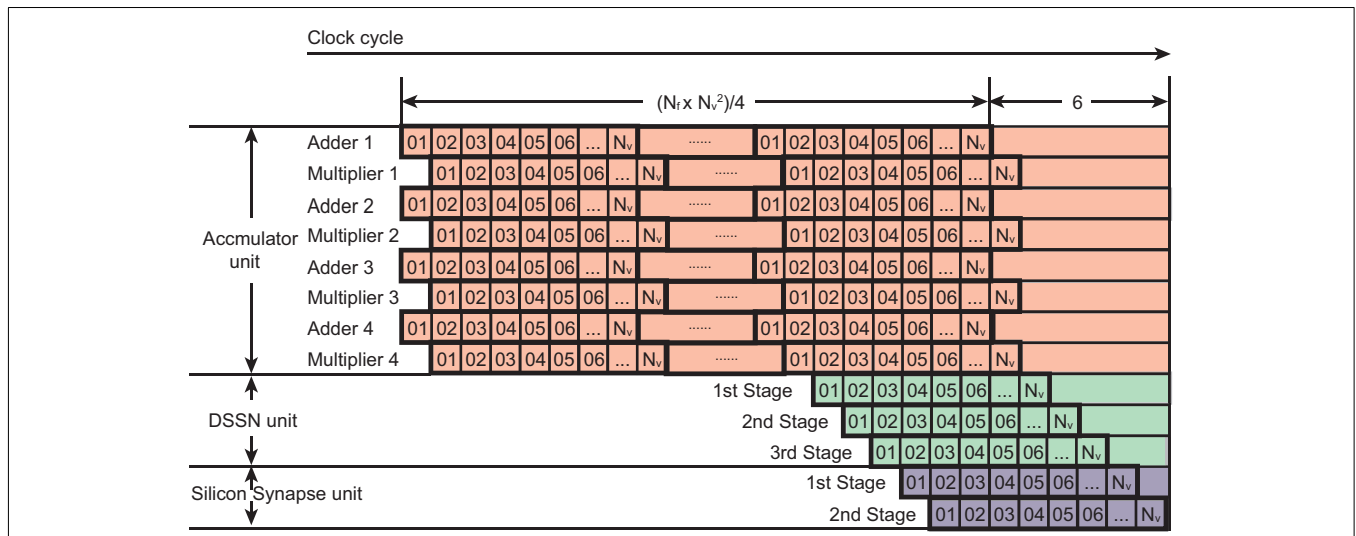 Clock cycle
(Nf x Nv²)/4
6
Adder 1 01 02 03 04 05 06 ... Nv ...... 01 02 03 04 05 06 ... Nv
Multiplier 1 01 02 03 04 05 06 ... Nv ...... 01 02 03 04 05 06 ... Nv
Adder 2 01 02 03 04 05 06 ... Nv ...... 01 02 03 04 05 06 ... Nv
Accmulator unit
Multiplier 2 01 02 03 04 05 06 ... Nv ...... 01 02 03 04 05 06 ... Nv
Adder 3 01 02 03 04 05 06 ... Nv ...... 01 02 03 04 05 06 ... Nv
Multiplier 3 01 02 03 04 05 06 ... Nv ...... 01 02 03 04 05 06 ... Nv
Adder 4 01 02 03 04 05 06 ... Nv ...... 01 02 03 04 05 06 ... Nv
Multiplier 4 01 02 03 04 05 06 ... Nv ...... 01 02 03 04 05 06 ... Nv
DSSN unit
1st Stage 01 02 03 04 05 06 ... Nv
2nd Stage 01 02 03 04 05 06 ... Nv
3rd Stage 01 02 03 04 05 06 ... Nv
Silicon Synapse unit
1st Stage 01 02 03 04 05 06 ... Nv
2nd Stage 01 02 03 04 05 06 ... Nv